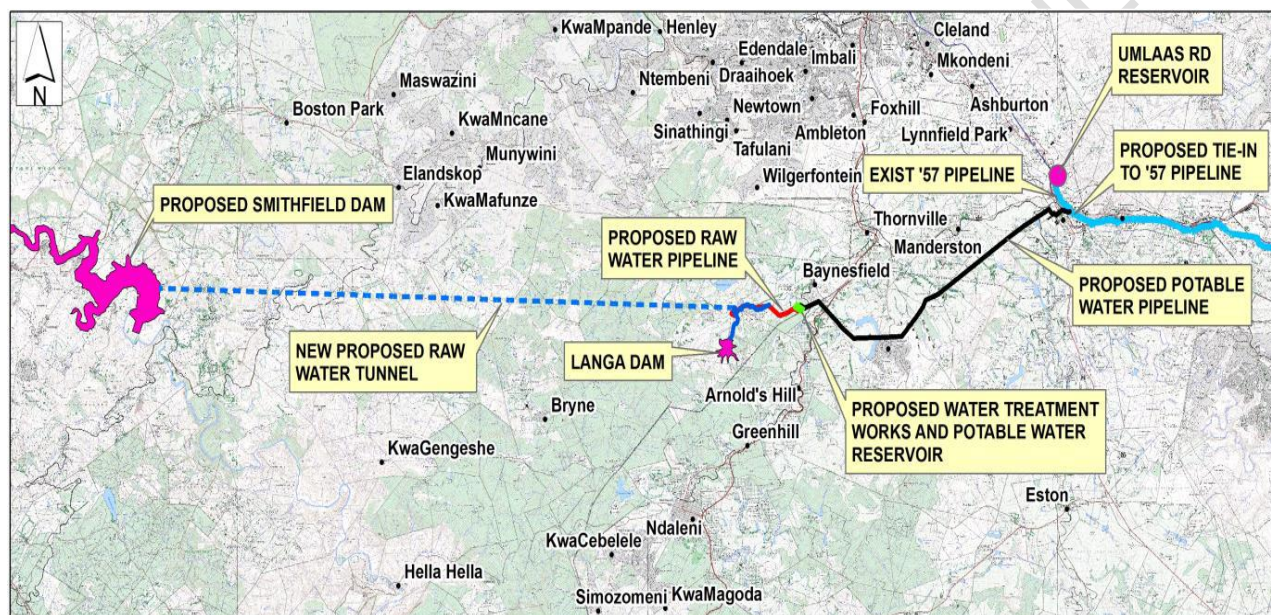 KwaMpande
Henley
Cleland
Edendale
Imbali
Mkondeni
UMLAAS RD
RESERVOIR
N
Maswazini
Ntembeni
Draaihoek
Boston Park
Newtown
Foxhill
Ashburton
KwaMncane
Sinathingi
Ambleton
Lynnfield Park
Tafulani
Munywini
EXIST '57 PIPELINE
PROPOSED TIE-IN
TO '57 PIPELINE
Elandskop
Wilgerfontein
PROPOSED SMITHFIELD DAM
KwaMafunze
Thornville
PROPOSED RAW
WATER PIPELINE
Manderston
Baynesfield
PROPOSED POTABLE
WATER PIPELINE
NEW PROPOSED RAW
WATER TUNNEL
LANGA DAM
Arnold's Hill
PROPOSED WATER TREATMENT
WORKS AND POTABLE WATER
RESERVOIR
Bryne
Greenhill
KwaGengeshe
Eston
Ndaleni
KwaCebelele
Hella Hella
Simozomeni
KwaMagoda